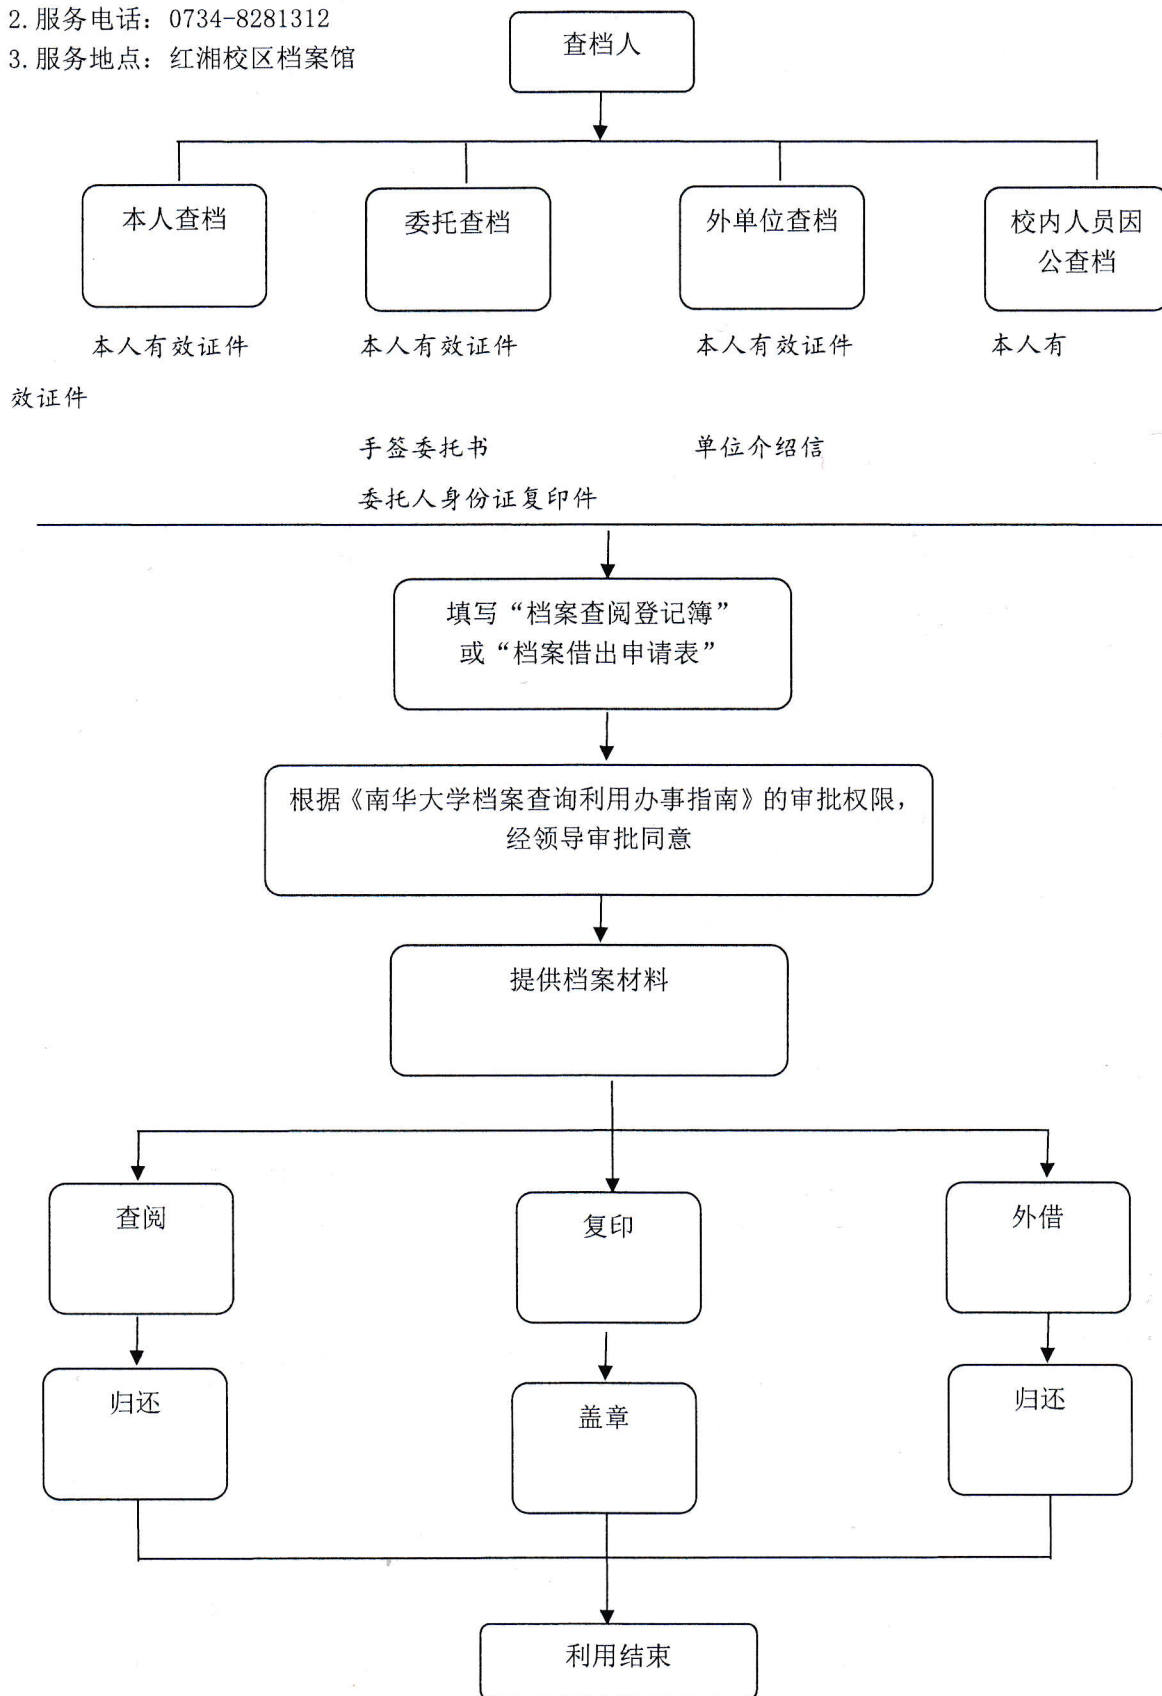 2.服务电话：0734-8281312
3.服务地点：红湘校区档案馆
查档人
本人查档
委托查档
外单位查档
校内人员因
公查档
本人有效证件
本人有效证件
本人有效证件
本人有
效证件
手签委托书
单位介绍信
委托人身份证复印件
填写“档案查阅登记簿”
或“档案借出申请表”
根据《南华大学档案查询利用办事指南》的审批权限，
经领导审批同意
提供档案材料
查阅
复印
外借
归还
盖章
归还
利用结束